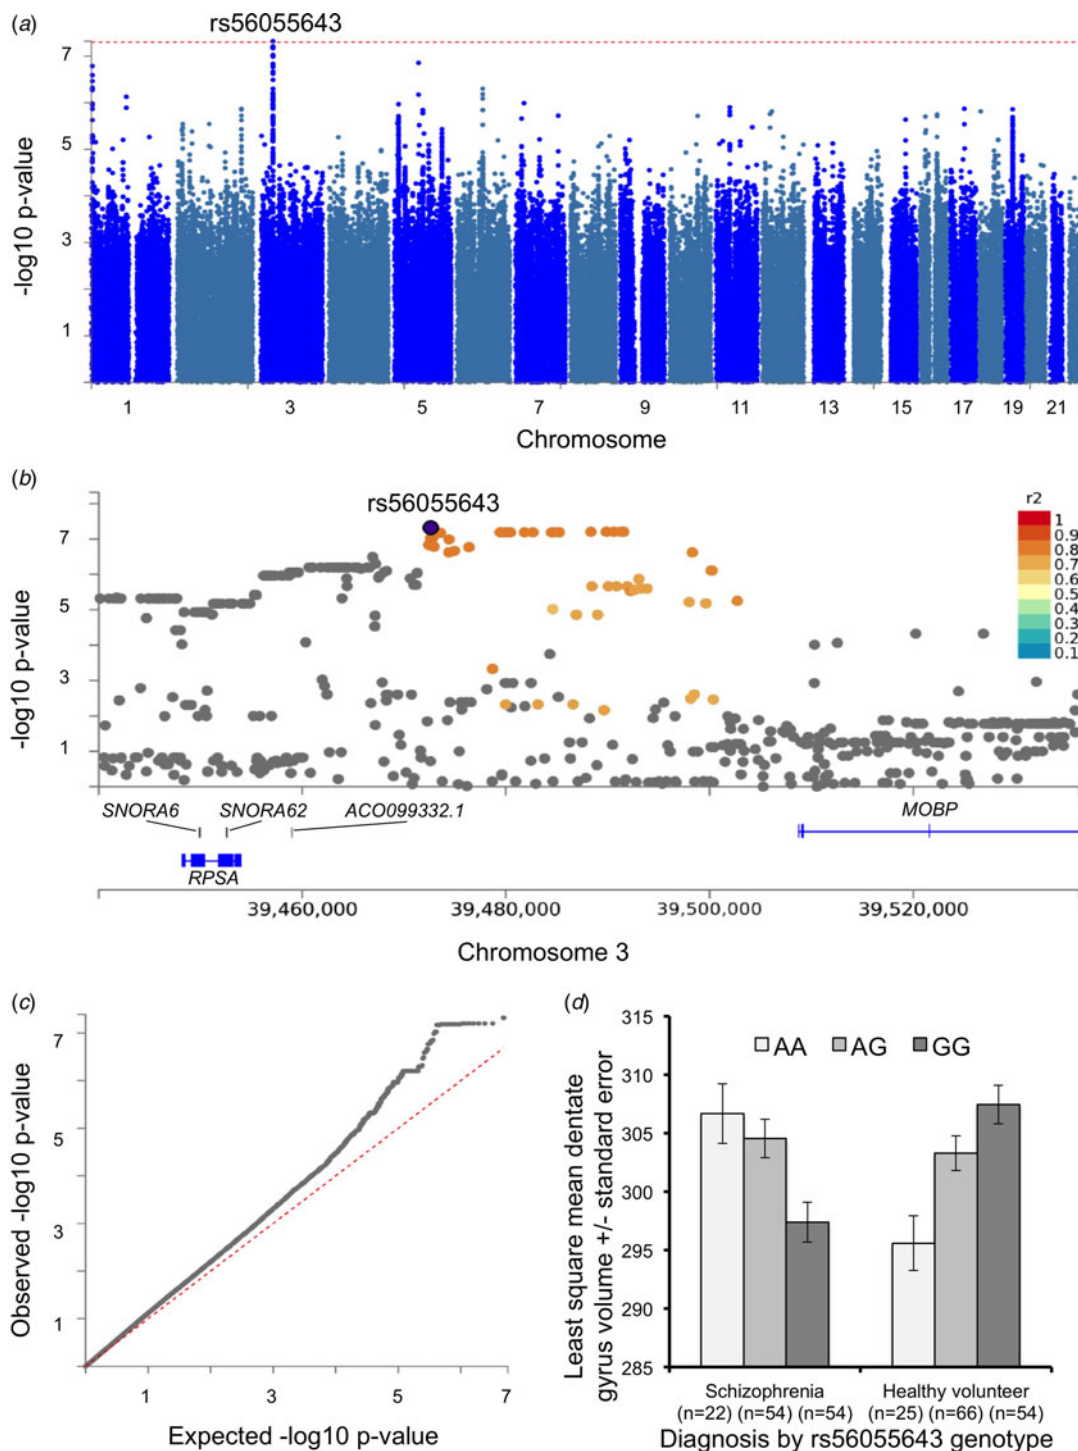 (a)
rs56055643
7
5
3
1
-log10 p-value
1 3 5 7 9 11 13 15 17 19 21
Chromosome
(b)
rs56055643
7
5
3
1
-log10 p-value
r2
1
0.9
0.8
0.7
0.6
0.5
0.4
0.3
0.2
0.1
SNORA6 SNORA62 ACO099332.1 MOBP
RPSA
39,460,000 39,480,000 39,500,000 39,520,000
Chromosome 3
(c)
7
5
3
1
Observed -log10 p-value
1 3 5 7
Expected -log10 p-value
(d)
315
310
305
300
295
290
285
Least square mean dentate
gyrus volume +/- standard error
AA AG GG
Schizophrenia Healthy volunteer
(n=22) (n=54) (n=54) (n=25) (n=66) (n=54)
Diagnosis by rs56055643 genotype